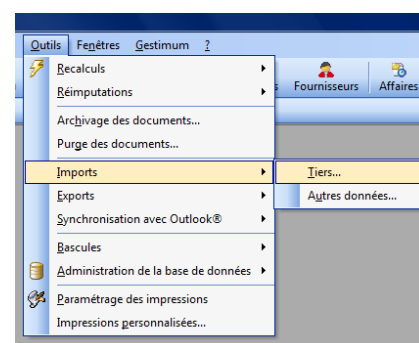 Outils Fenêtres Gestimum ?
Recalculs
Réimputations
Archivage des documents...
Purge des documents...
Imports
Exports
Synchronisation avec Outlook®
Bascules
Administration de la base de données
Paramétrage des impressions
Impressions personnalisées...
Tiers...
Autres données...
s Fournisseurs Affaires